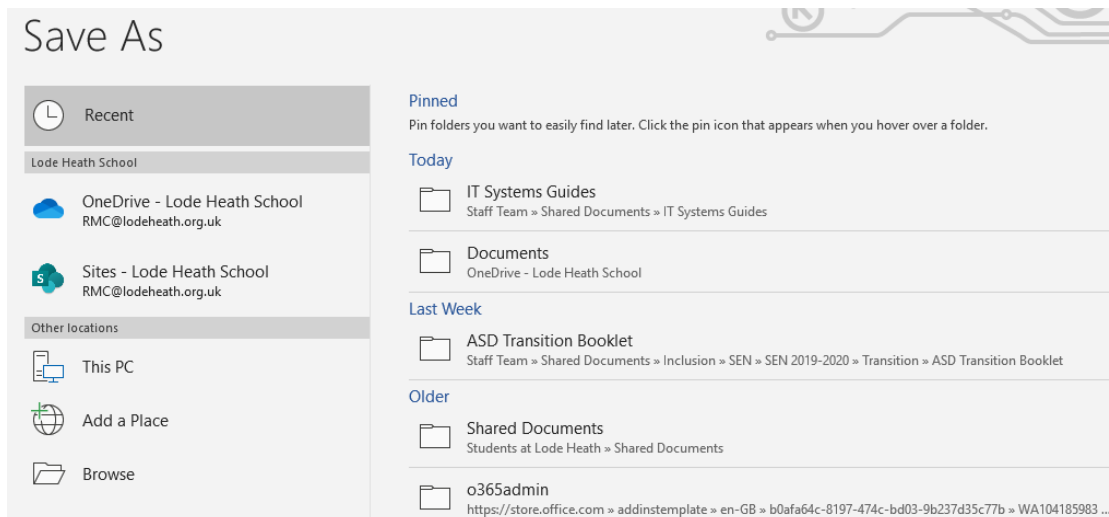 Save As
Recent
Lode Heath School
OneDrive - Lode Heath School
RMC@lodeheath.org.uk
Sites - Lode Heath School
RMC@lodeheath.org.uk
Other locations
This PC
Add a Place
Browse
Pinned
Pin folders you want to easily find later. Click the pin icon that appears when you hover over a folder.
Today
IT Systems Guides
Staff Team » Shared Documents » IT Systems Guides
Documents
OneDrive - Lode Heath School
Last Week
ASD Transition Booklet
Staff Team » Shared Documents » Inclusion » SEN » SEN 2019-2020 » Transition » ASD Transition Booklet
Older
Shared Documents
Students at Lode Heath » Shared Documents
o365admin
https://store.office.com » addinstemplate » en-GB » b0afa64c-8197-474c-bd03-9b237d35c77b » WA104185983 ...